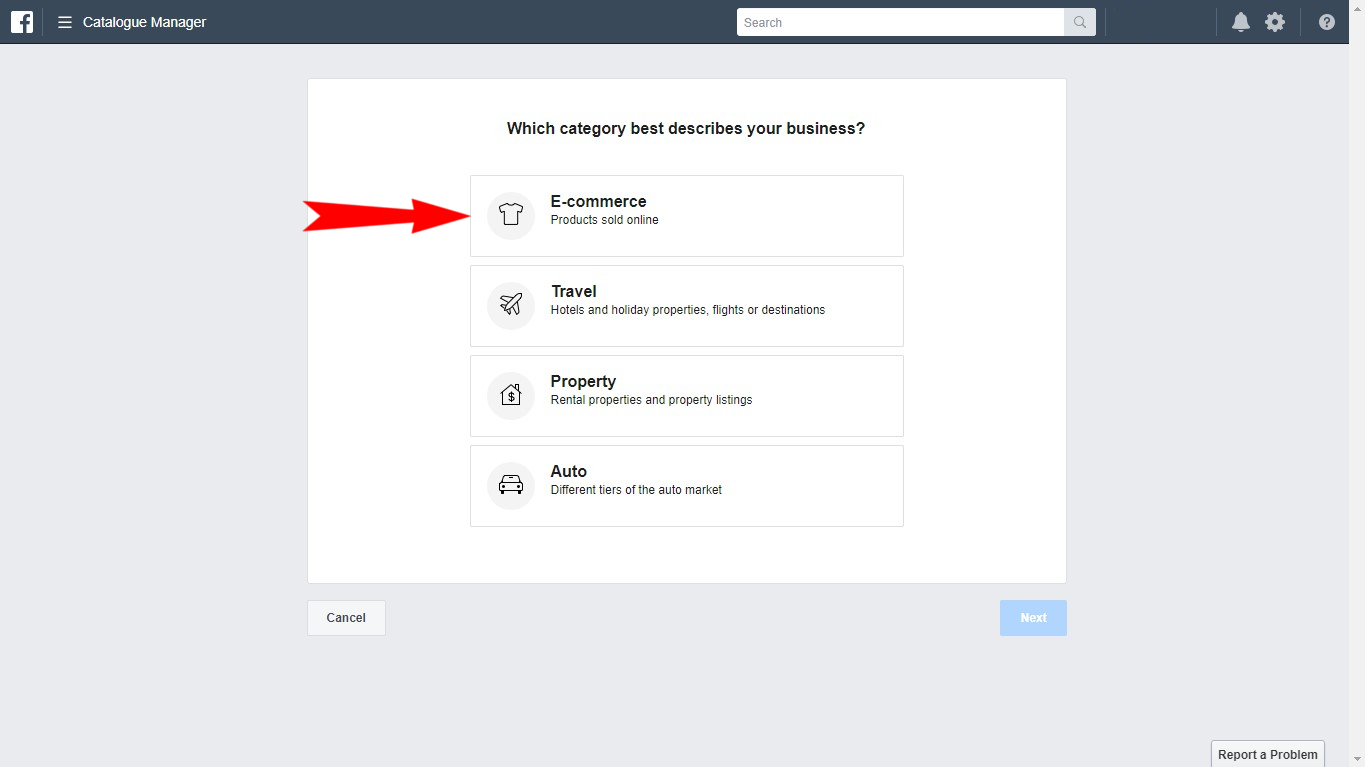 Catalogue Manager
Search
Which category best describes your business?
E-commerce
Products sold online
Travel
Hotels and holiday properties, flights or destinations
Property
Rental properties and property listings
Auto
Different tiers of the auto market
Cancel
Next
Report a Problem